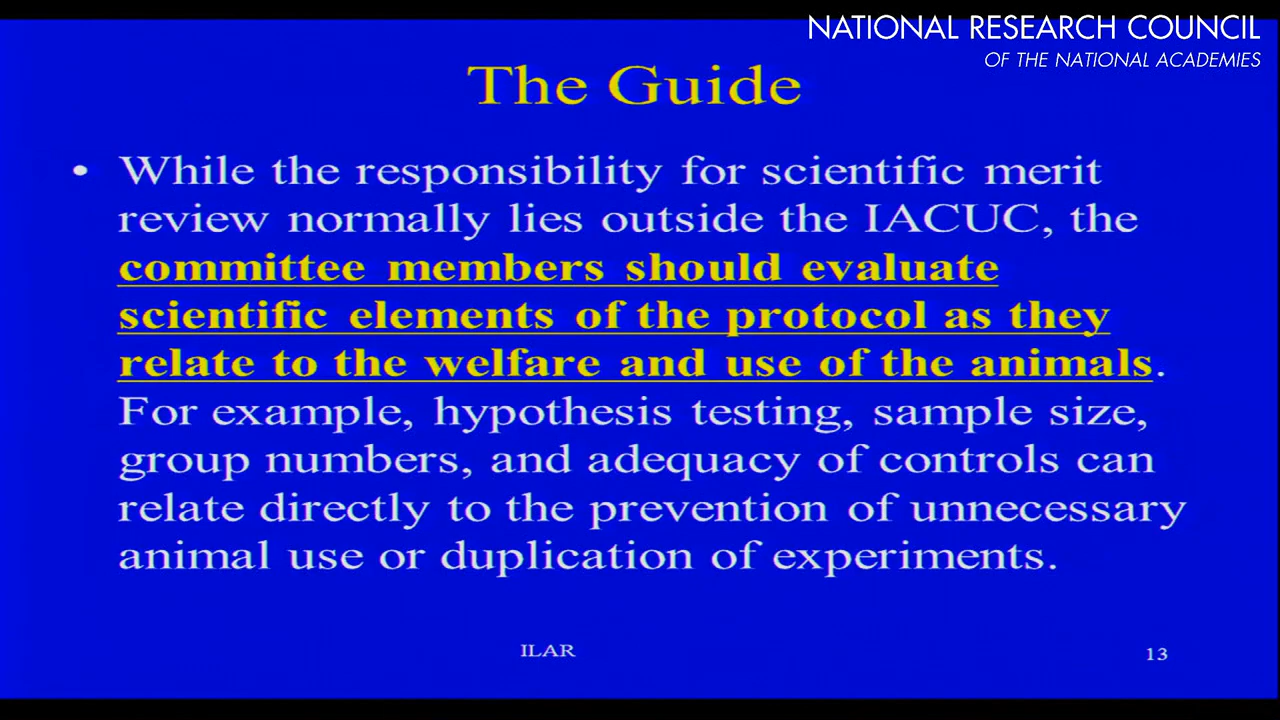 NATIONAL RESEARCH COUNCIL
OF THE NATIONAL ACADEMIES
The Guide
• While the responsibility for scientific merit
review normally lies outside the IACUC, the
committee members should evaluate
scientific elements of the protocol as they
relate to the welfare and use of the animals.
For example, hypothesis testing, sample size,
group numbers, and adequacy of controls can
relate directly to the prevention of unnecessary
animal use or duplication of experiments.
ILAR
13